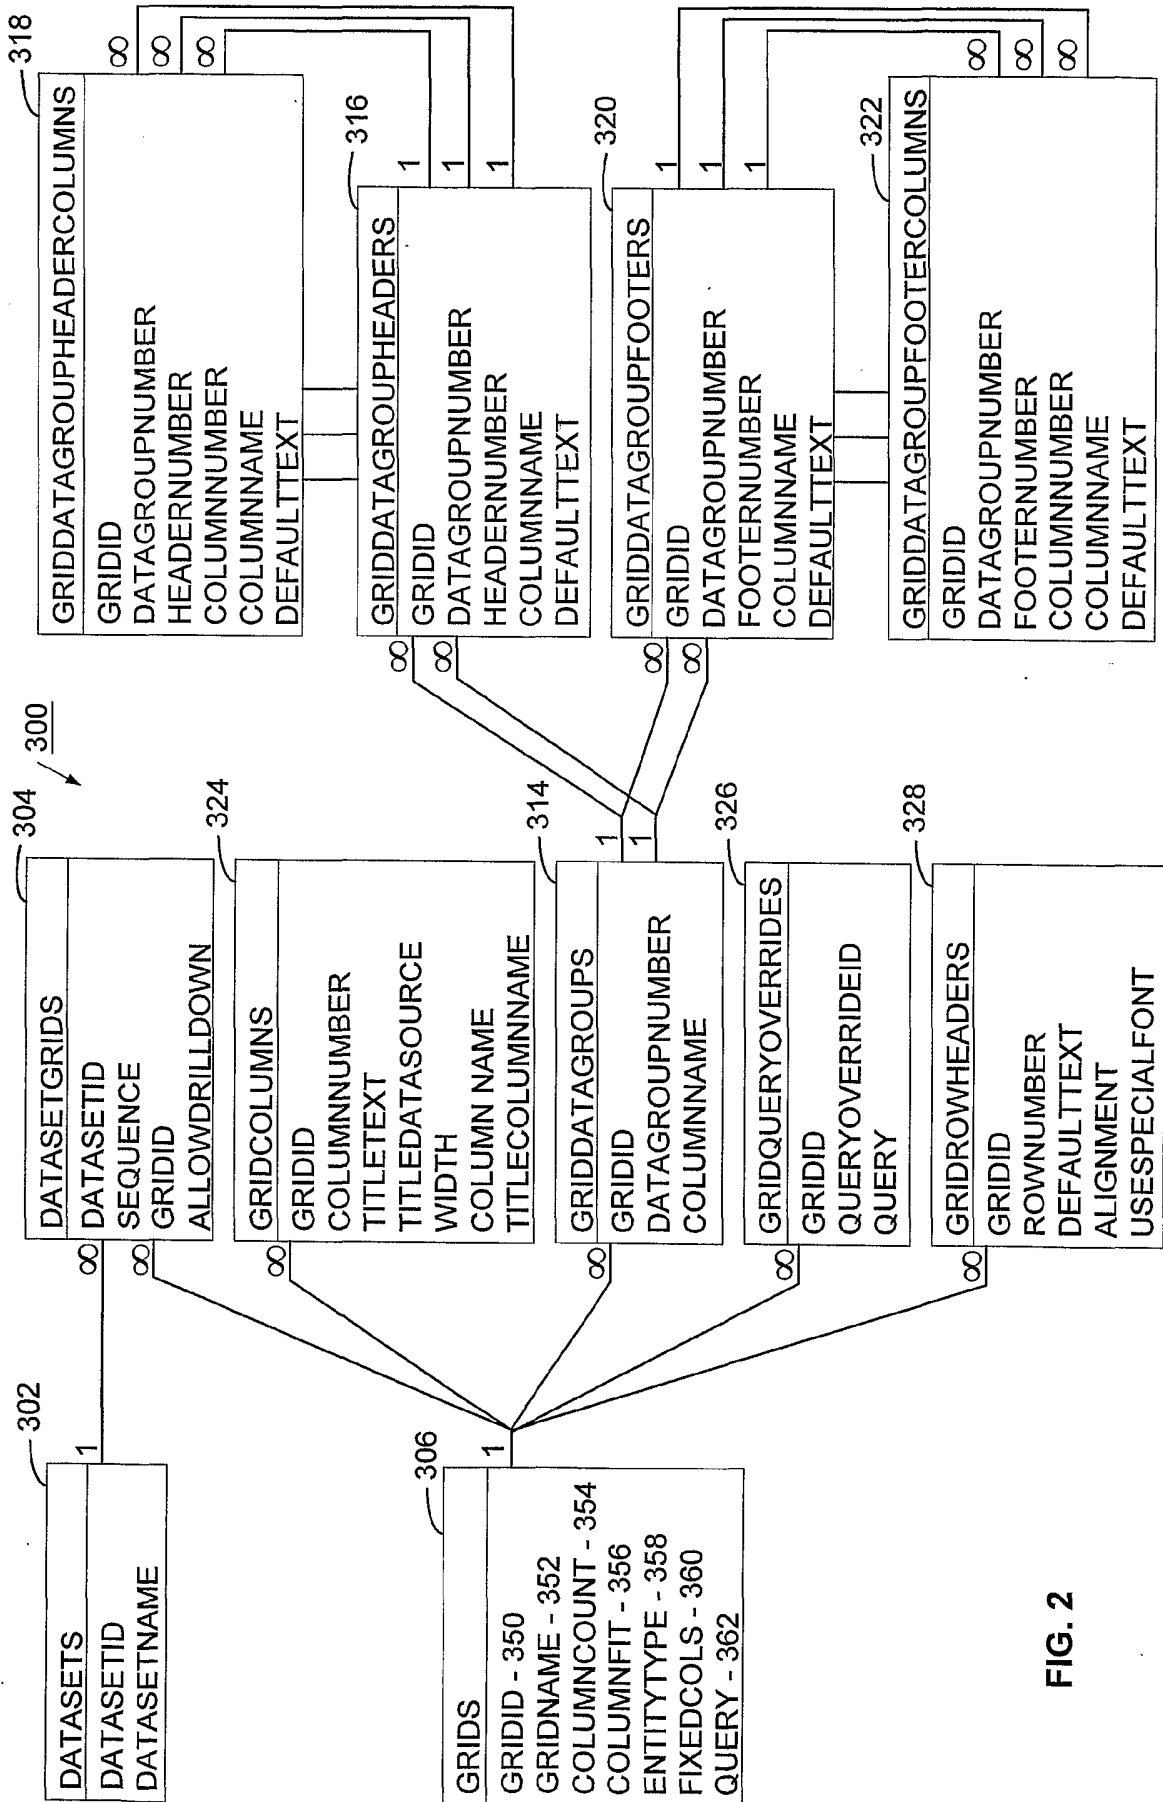 300
302
DATASETS
1
DATASETID
DATASETNAME
306
GRIDS
1
GRIDID - 350
GRIDNAME - 352
COLUMNCOUNT - 354
COLUMNFIT - 356
ENTITYTYPE - 358
FIXEDCOLS - 360
QUERY - 362
304
DATASETGRIDS
∞
DATASETID
SEQUENCE
∞
GRIDID
ALLOWDRILLDOWN
324
GRIDCOLUMNS
∞
GRIDID
COLUMNNUMBER
TITLETEXT
TITLEDATASOURCE
WIDTH
COLUMN NAME
TITLECOLUMNNAME
314
GRIDDATAGROUPS
∞
1
GRIDID
1
DATAGROUPNUMBER
COLUMNNAME
326
GRIDQUERYOVERRIDES
∞
GRIDID
QUERYOVERRIDEID
QUERY
328
GRIDROWHEADERS
∞
GRIDID
ROWNUMBER
DEFAULTTEXT
ALIGNMENT
USESPECIALFONT
318
GRIDDATAGROUPHEADERCOLUMNS
GRIDID
∞
DATAGROUPNUMBER
∞
HEADERNUMBER
∞
COLUMNNUMBER
COLUMNNAME
DEFAULTTEXT
316
GRIDDATAGROUPHEADERS
∞
1
GRIDID
∞
1
DATAGROUPNUMBER
1
HEADERNUMBER
COLUMNNAME
DEFAULTTEXT
320
GRIDDATAGROUPFOOTERS
∞
1
GRIDID
∞
1
DATAGROUPNUMBER
1
FOOTERNUMBER
COLUMNNAME
DEFAULTTEXT
322
GRIDDATAGROUPFOOTERCOLUMNS
GRIDID
∞
DATAGROUPNUMBER
∞
FOOTERNUMBER
∞
COLUMNNUMBER
COLUMNNAME
DEFAULTTEXT
FIG. 2